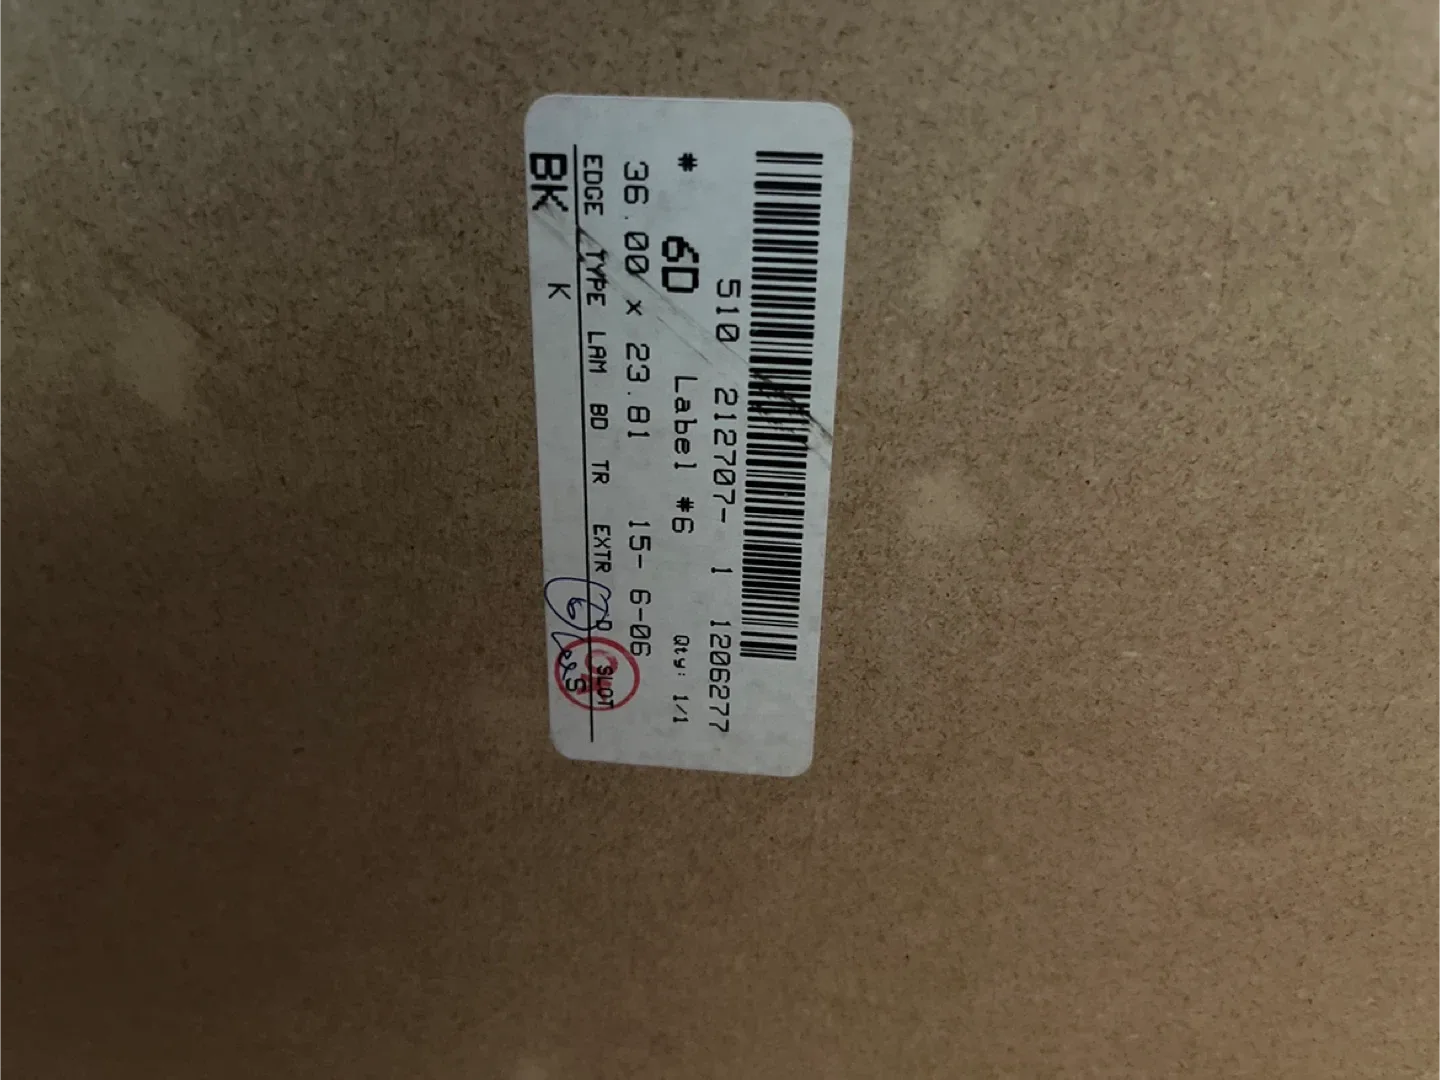 510 212707- 1 1206277
# 6D Label #6 Qty: 1/1
36.00 x 23.81 15- 6-06
EDGE TYPE LAM BD TR EXTR SLOT
BK K S